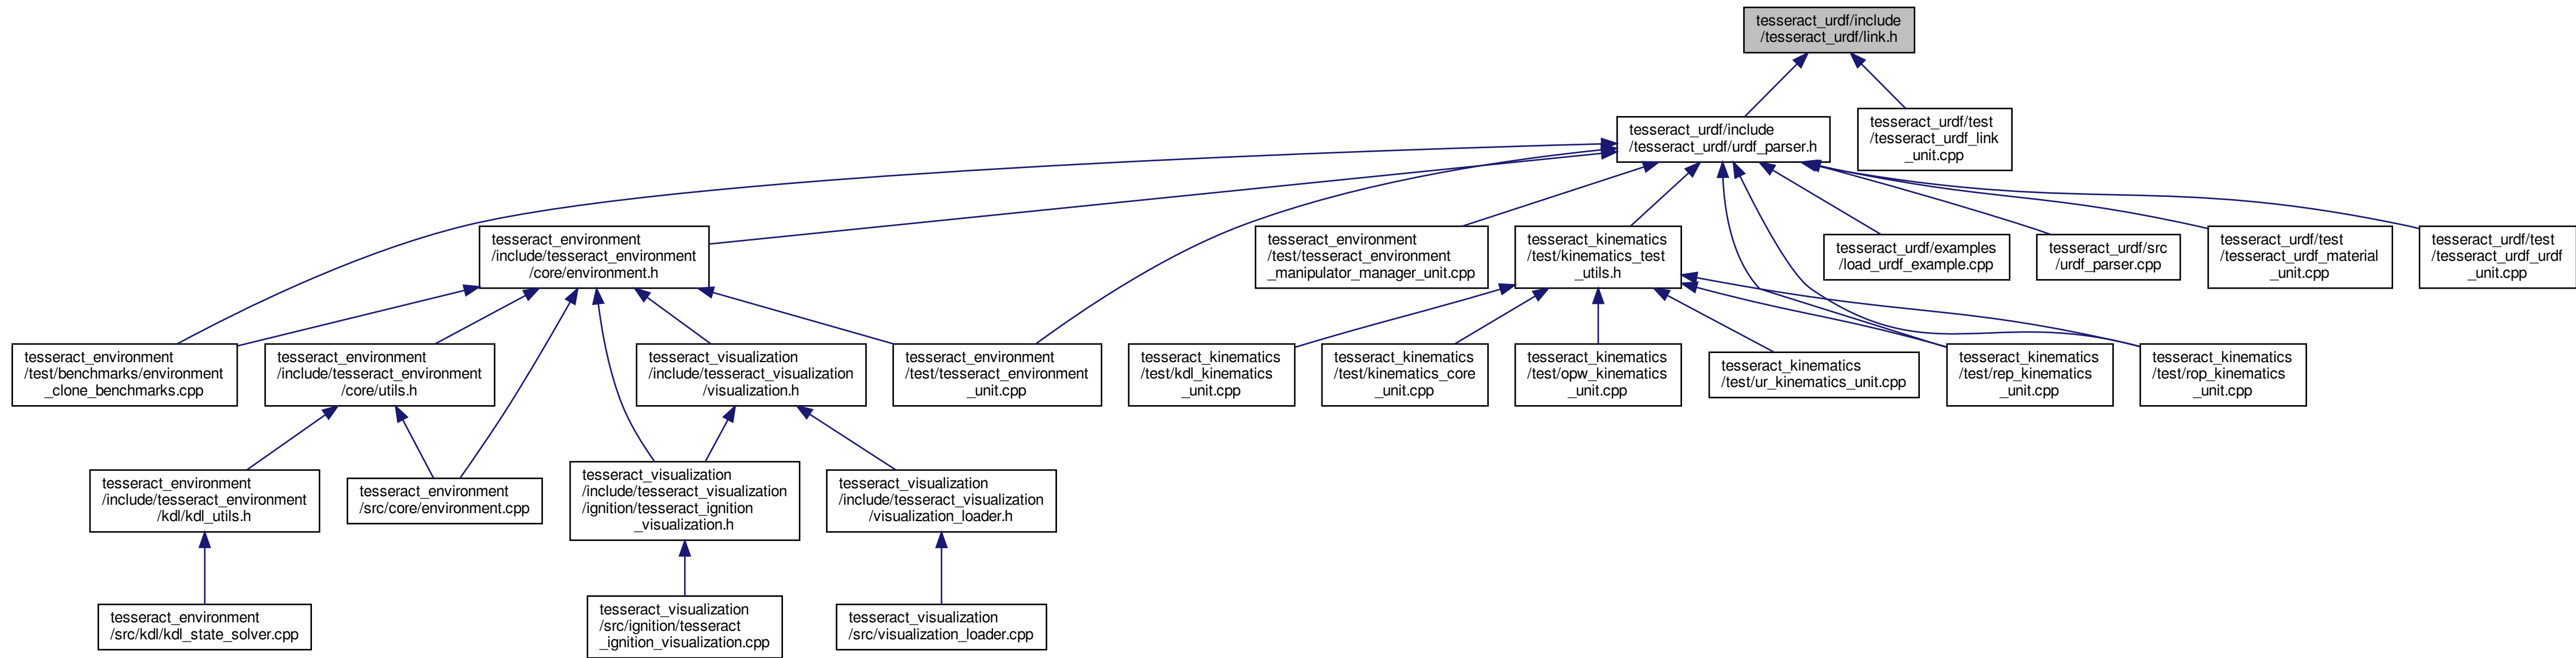 tesseract_urdf/include
/tesseract_urdf/link.h
tesseract_urdf/include
/tesseract_urdf/urdf_parser.h
tesseract_urdf/test
/tesseract_urdf_link
_unit.cpp
tesseract_environment
/include/tesseract_environment
/core/environment.h
tesseract_environment
/test/tesseract_environment
_manipulator_manager_unit.cpp
tesseract_kinematics
/test/kinematics_test
_utils.h
tesseract_urdf/examples
/load_urdf_example.cpp
tesseract_urdf/src
/urdf_parser.cpp
tesseract_urdf/test
/tesseract_urdf_material
_unit.cpp
tesseract_urdf/test
/tesseract_urdf_urdf
_unit.cpp
tesseract_environment
/test/benchmarks/environment
_clone_benchmarks.cpp
tesseract_environment
/include/tesseract_environment
/core/utils.h
tesseract_visualization
/include/tesseract_visualization
/visualization.h
tesseract_environment
/test/tesseract_environment
_unit.cpp
tesseract_kinematics
/test/kdl_kinematics
_unit.cpp
tesseract_kinematics
/test/kinematics_core
_unit.cpp
tesseract_kinematics
/test/opw_kinematics
_unit.cpp
tesseract_kinematics
/test/ur_kinematics_unit.cpp
tesseract_kinematics
/test/rep_kinematics
_unit.cpp
tesseract_kinematics
/test/rop_kinematics
_unit.cpp
tesseract_environment
/include/tesseract_environment
/kdl/kdl_utils.h
tesseract_environment
/src/core/environment.cpp
tesseract_visualization
/include/tesseract_visualization
/ignition/tesseract_ignition
_visualization.h
tesseract_visualization
/include/tesseract_visualization
/visualization_loader.h
tesseract_environment
/src/kdl/kdl_state_solver.cpp
tesseract_visualization
/src/ignition/tesseract
_ignition_visualization.cpp
tesseract_visualization
/src/visualization_loader.cpp